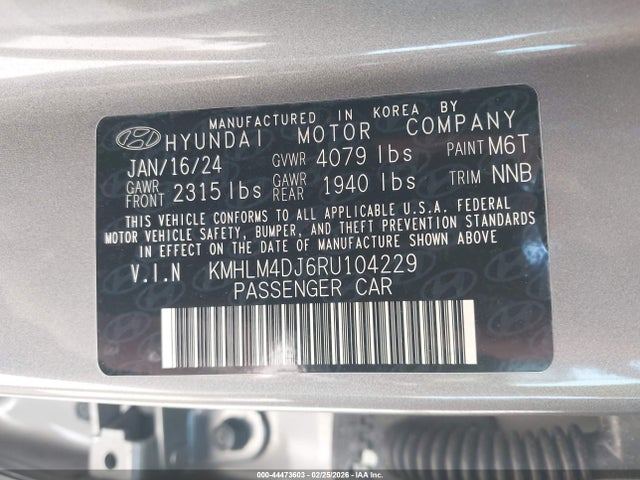 MANUFACTURED IN KOREA BY
HYUNDAI MOTOR COMPANY
JAN/16/24 GVWR 4079 lbs PAINT M6T
GAWR FRONT 2315 lbs GAWR REAR 1940 lbs TRIM NNB
THIS VEHICLE CONFORMS TO ALL APPLICABLE U.S.A. FEDERAL
MOTOR VEHICLE SAFETY, BUMPER, AND THEFT PREVENTION STANDARDS
IN EFFECT ON THE DATE OF MANUFACTURE SHOWN ABOVE
V.I.N KMHLM4DJ6RU104229
PASSENGER CAR
000-44473603 - 02/25/2026 - COPYRIGHT IAA, LLC